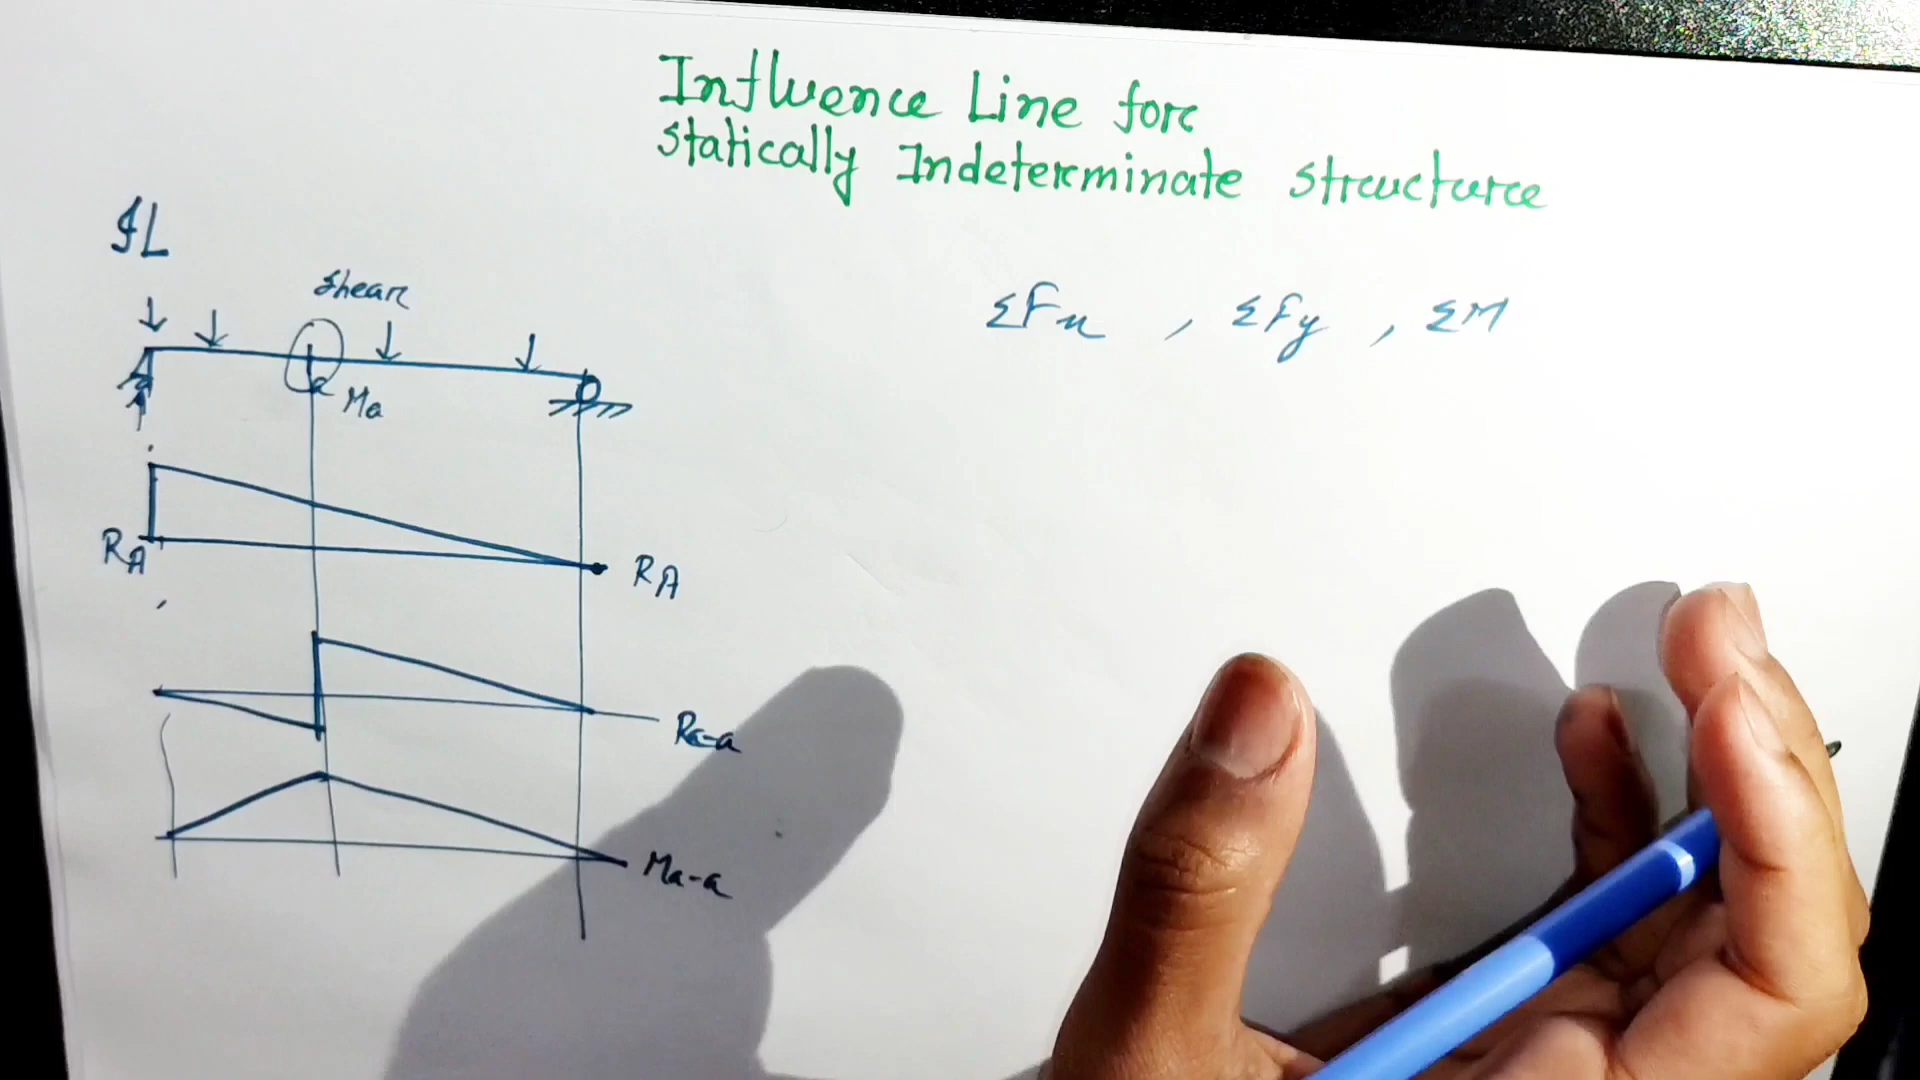 Influence Line for
statically Indeterminate structure
IL
shear
ΣFx , ΣFy , ΣM
a
Ma
RA
RA
Ra-a
Ma-a